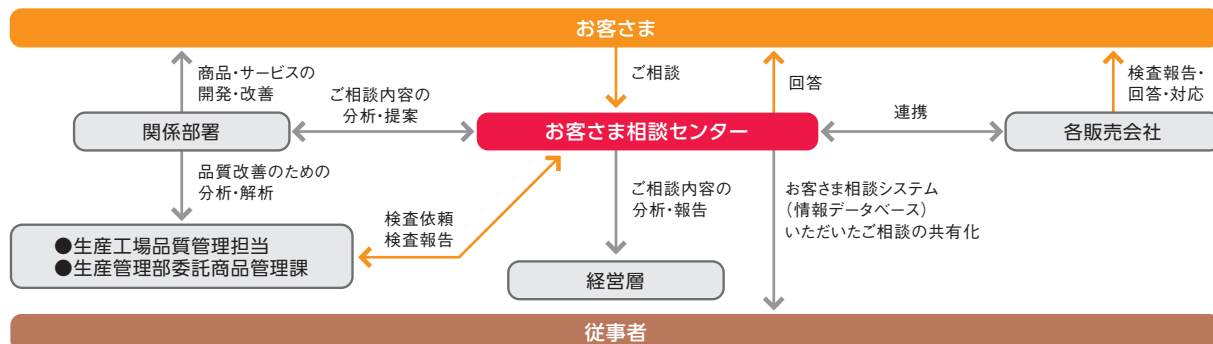 お客さま
商品・サービスの
開発・改善
ご相談内容の
分析・提案
ご相談
回答
検査報告・
回答・対応
関係部署
お客さま相談センター
連携
各販売会社
品質改善のための
分析・解析
検査依頼
検査報告
ご相談内容の
分析・報告
お客さま相談システム
（情報データベース）
いただいたご相談の共有化
●生産工場品質管理担当
●生産管理部委託商品管理課
経営層
従事者